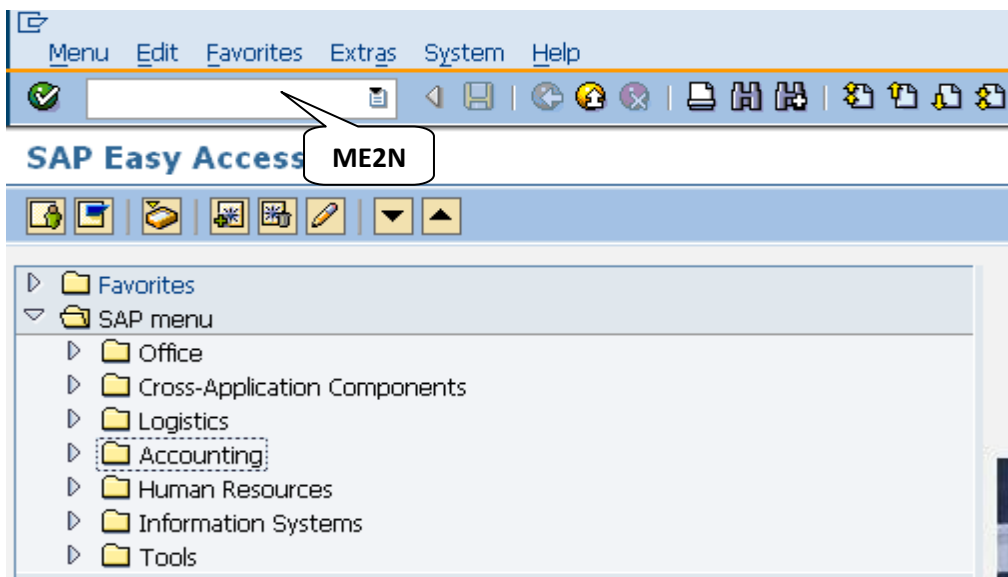 Menu Edit Favorites Extras System Help
SAP Easy Access
ME2N
Favorites
SAP menu
Office
Cross-Application Components
Logistics
Accounting
Human Resources
Information Systems
Tools